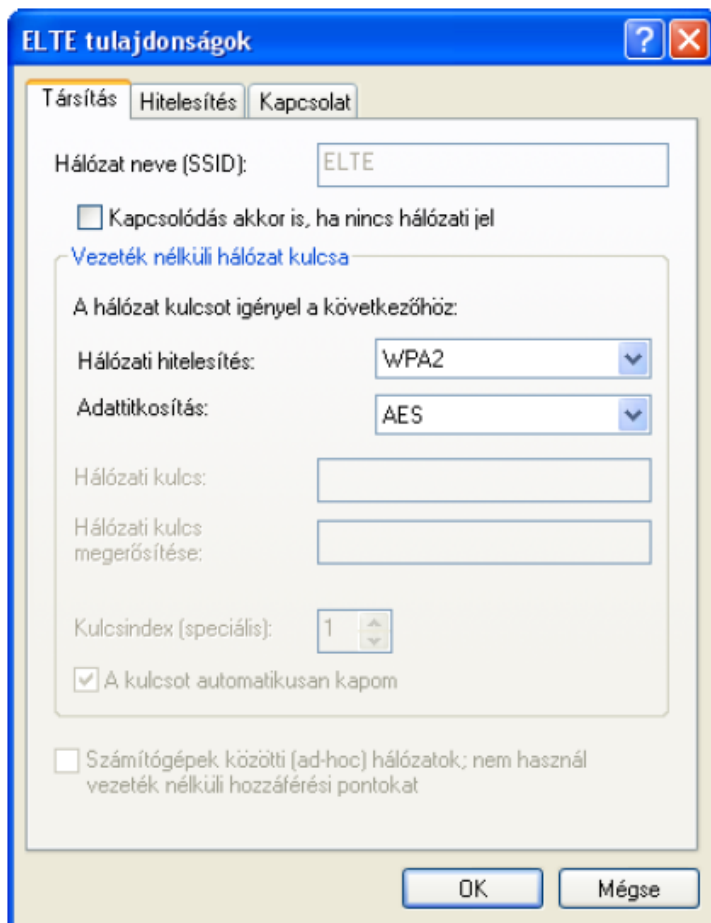 ELTE tulajdonságok
Társítás Hitelesítés Kapcsolat
Hálózat neve (SSID): ELTE
Kapcsolódás akkor is, ha nincs hálózati jel
Vezeték nélküli hálózat kulcsa
A hálózat kulcsot igényel a következőhöz:
Hálózati hitelesítés: WPA2
Adattitkosítás: AES
Hálózati kulcs:
Hálózati kulcs
megerősítése:
Kulcsindex (speciális): 1
A kulcsot automatikusan kapom
Számítógépek közötti (ad-hoc) hálózatok; nem használ
vezeték nélküli hozzáférési pontokat
OK Mégse